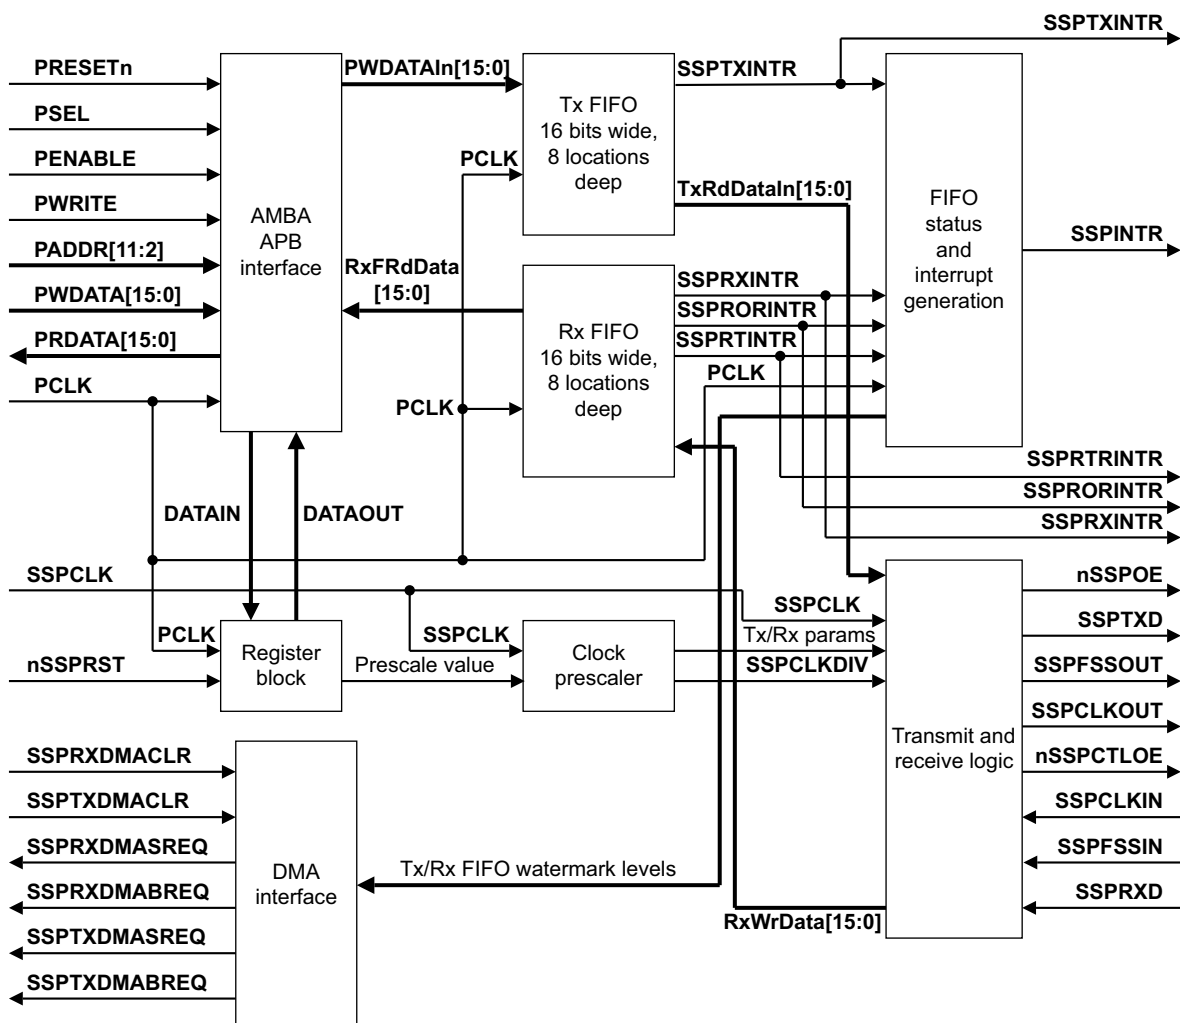 SSPTXINTR
PRESETn
PSEL
PENABLE
PWRITE
PADDR[11:2]
PWDATA[15:0]
PRDATA[15:0]
PCLK
AMBA
APB
interface
PWDATAIn[15:0]
PCLK
RxFRdData
[15:0]
PCLK
Tx FIFO
16 bits wide,
8 locations
deep
Rx FIFO
16 bits wide,
8 locations
deep
SSPTXINTR
TxRdDataIn[15:0]
SSPRXINTR
SSPRORINTR
SSPRTINTR
PCLK
FIFO
status
and
interrupt
generation
SSPINTR
SSPRTRINTR
SSPRORINTR
SSPRXINTR
DATAIN
DATAOUT
SSPCLK
PCLK
nSSPRST
Register
block
SSPCLK
Prescale value
Clock
prescaler
SSPCLK
Tx/Rx params
SSPCLKDIV
Transmit and
receive logic
nSSPOE
SSPTXD
SSPFSSOUT
SSPCLKOUT
nSSPCTLOE
SSPCLKIN
SSPFSSIN
SSPRXD
SSPRXDMACLR
SSPTXDMACLR
SSPRXDMASREQ
SSPRXDMABREQ
SSPTXDMASREQ
SSPTXDMABREQ
DMA
interface
Tx/Rx FIFO watermark levels
RxWrData[15:0]